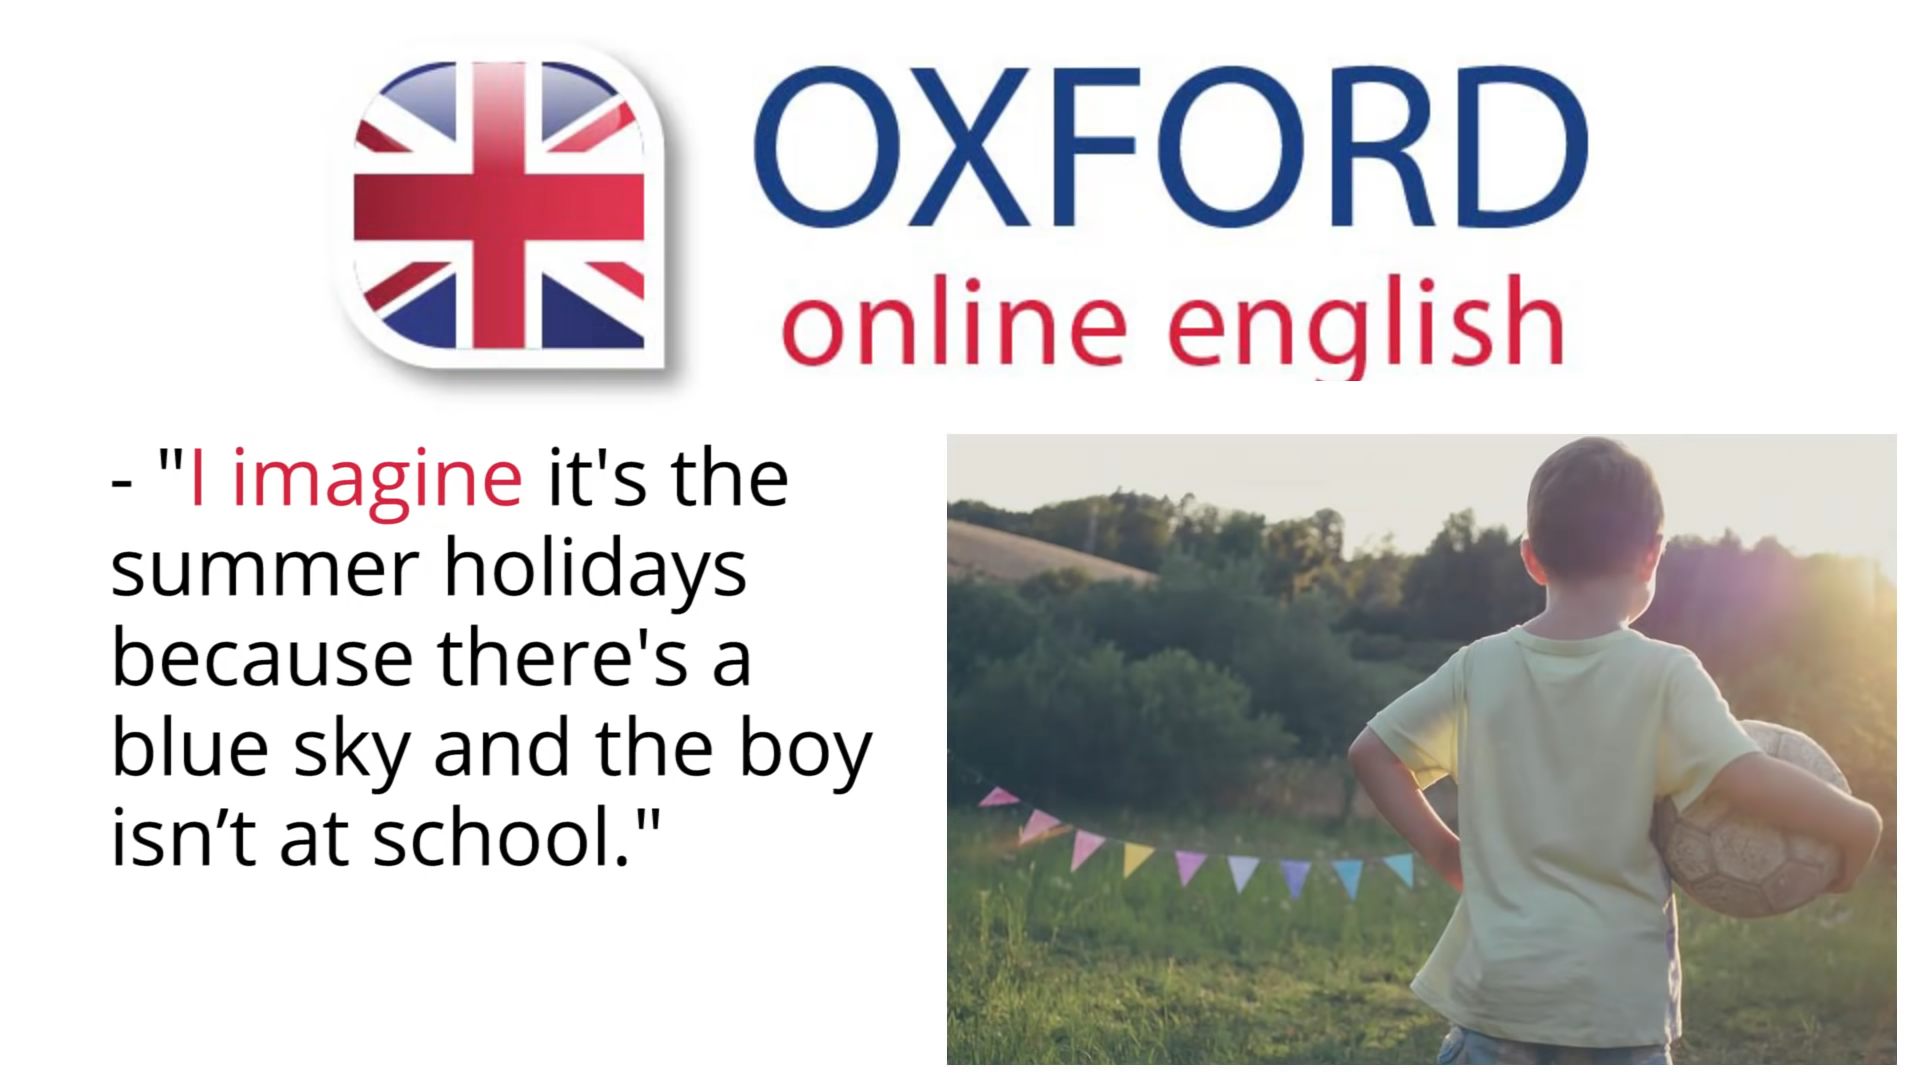 OXFORD
online english
- "I imagine it's the
summer holidays
because there's a
blue sky and the boy
isn’t at school."